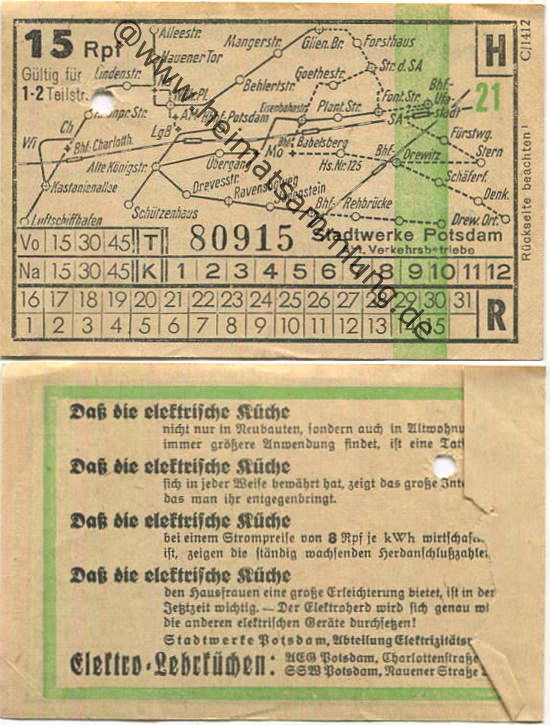 15 Rpf
Gültig für
1-2 Teilstr.
Alleestr.
Nauener Tor
Lindenstr.
Mangerstr.
Glien. Br.
Forsthaus
Str. d. SA
Behlertstr.
Goethestr.
Eisenbahnstr.
Plant. Str.
Font. Str.
SA
Bhf.
Ufa
stadt
H
C/1412
21
Ch
Wi
Bhf. Charlotth.
LgB
Bhf. Babelsberg
Mo
Hs. Nr. 125
Bhf.
Drewitz
Fürstwg.
Stern
Alte Königstr.
Kastanienallee
Drevesstr.
Schäferf.
Denk.
Luftschiffhafen
Schützenhaus
Bhf.
Rehbrücke
Drew. Ort.
Rückseite beachten!
Vo 15 30 45 T 80915 Stadtwerke Potsdam
Verkehrsbetriebe
Na 15 30 45 K 1 2 3 4 5 6 7 8 9 10 11 12
16 17 18 19 20 21 22 23 24 25 26 27 28 29 30 31
1 2 3 4 5 6 7 8 9 10 11 12 13 15
R
@www.heimatsammlung.de
Daß die elektrische Küche
nicht nur in Neubauten, sondern auch in Altwohnu
immer größere Anwendung findet, ist eine Tat
Daß die elektrische Küche
sich in jeder Weise bewährt hat, zeigt das große Inte
das man ihr entgegenbringt.
Daß die elektrische Küche
bei einem Strompreise von 8 Rpf je kWh wirtschaf
ist, zeigen die ständig wachsenden Herdanschlußzahle
Daß die elektrische Küche
den Hausfrauen eine große Erleichterung bietet, ist in der
Jetztzeit wichtig. — Der Elektroherd wird sich genau wi
die anderen elektrischen Geräte durchsetzen!
Stadtwerke Potsdam, Abteilung Elektrizitäts
Elektro-Lehrküchen: AEG Potsdam, Charlottenstraße
SSW Potsdam, Nauener Straße